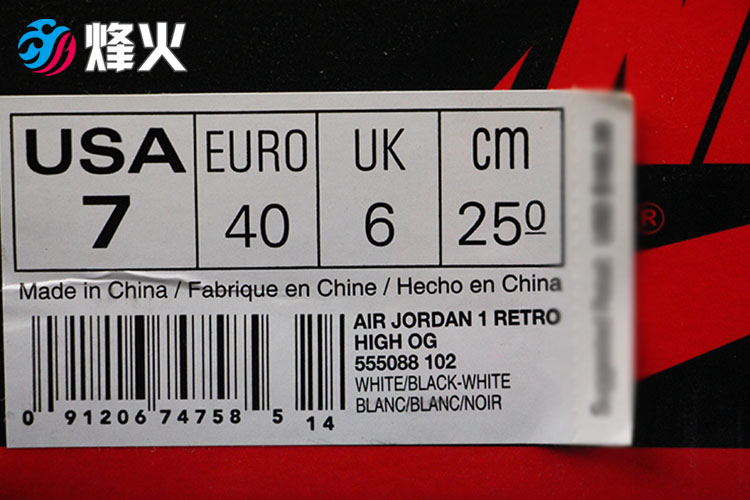 烽火
USA EURO UK cm
7 40 6 25⁰
Made in China / Fabrique en Chine / Hecho en China
AIR JORDAN 1 RETRO
HIGH OG
555088 102
WHITE/BLACK-WHITE
BLANC/BLANC/NOIR
0 91206 74758 5 14
®